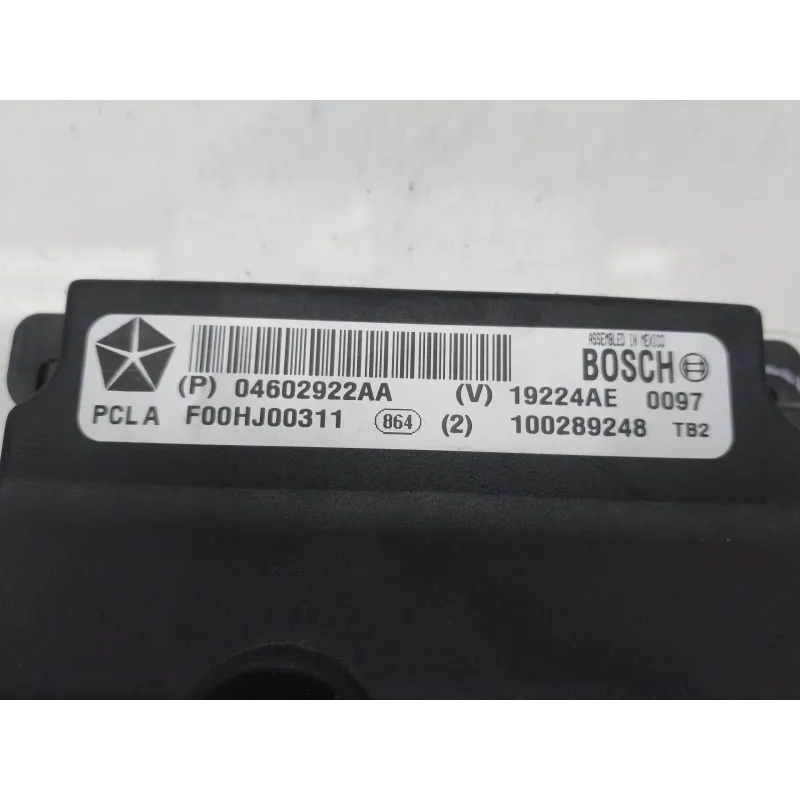 ASSEMBLED IN MEXICO
BOSCH
(P) 04602922AA (V) 19224AE 0097
PCLA F00HJ00311 864 (2) 100289248 TB2